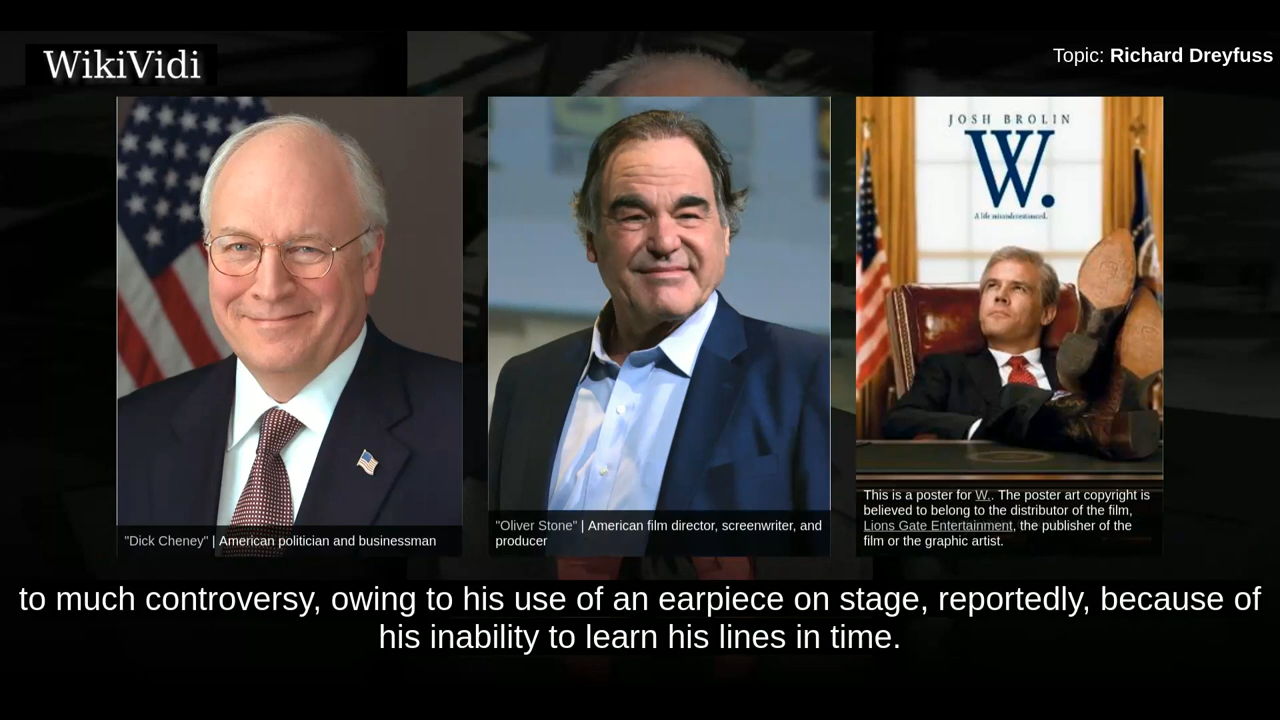 WikiVidi
Topic: Richard Dreyfuss
JOSH BROLIN
W.
A life misunderestimated.
"Dick Cheney" | American politician and businessman
"Oliver Stone" | American film director, screenwriter, and
producer
This is a poster for W.. The poster art copyright is
believed to belong to the distributor of the film,
Lions Gate Entertainment, the publisher of the
film or the graphic artist.
to much controversy, owing to his use of an earpiece on stage, reportedly, because of
his inability to learn his lines in time.